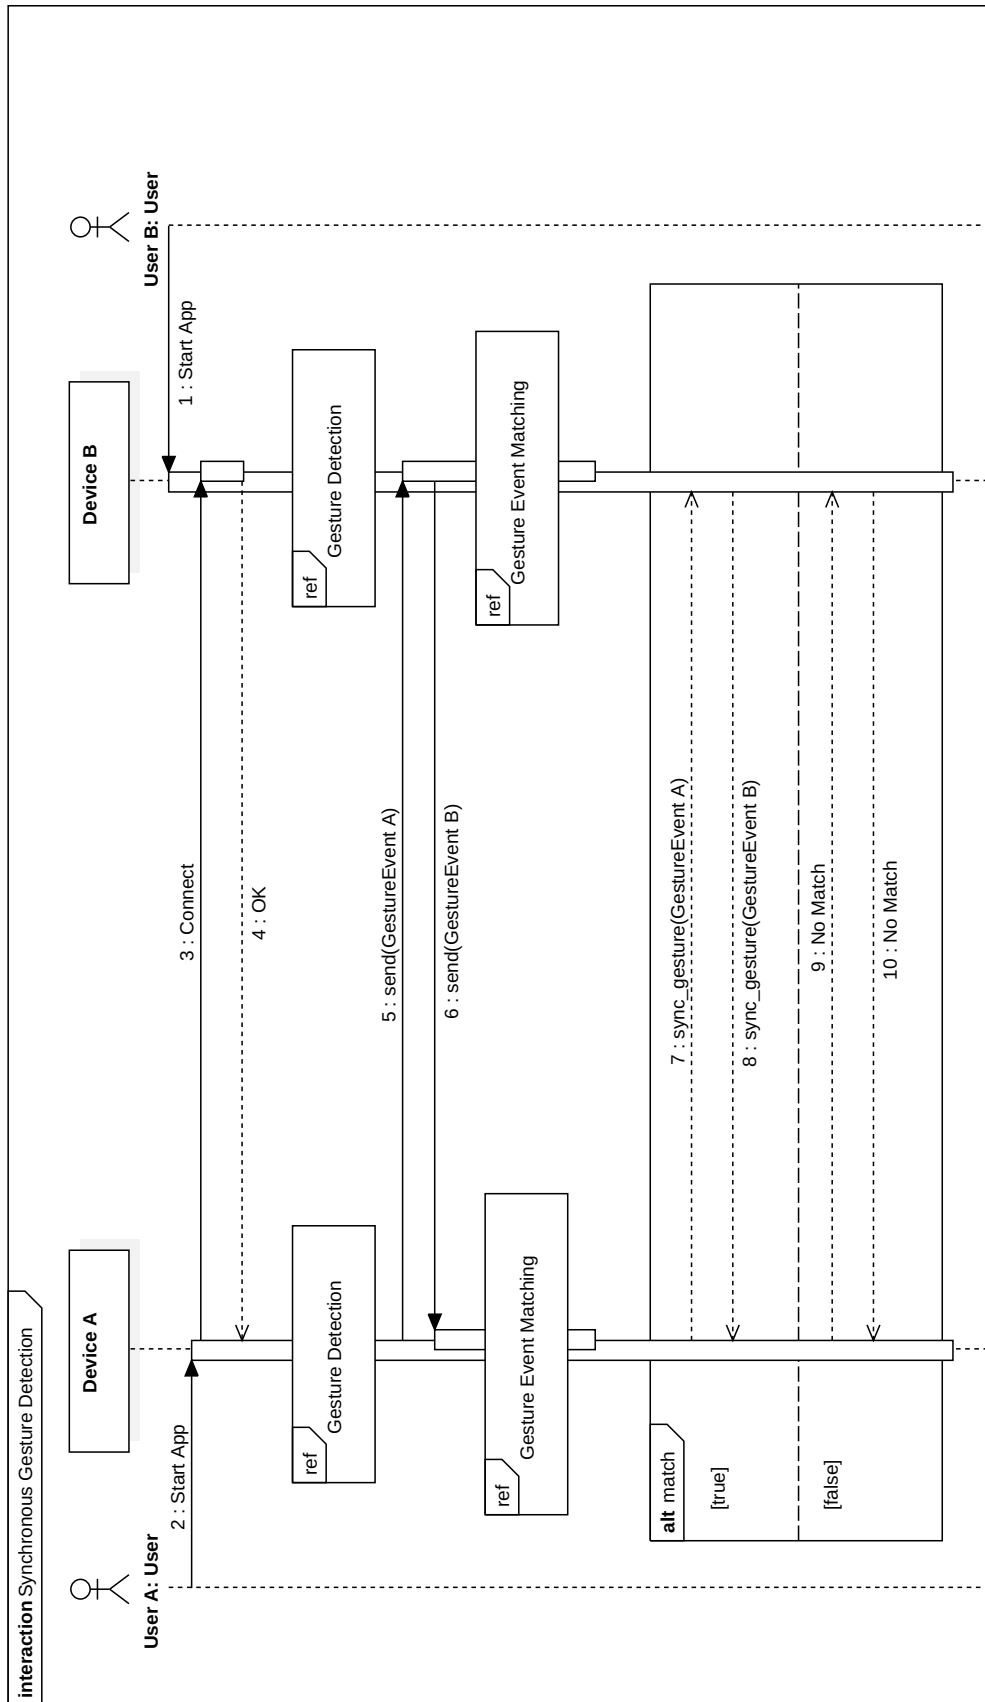 interaction Synchronous Gesture Detection
User A: User
Device A
Device B
User B: User
1 : Start App
2 : Start App
3 : Connect
4 : OK
ref
Gesture Detection
ref
Gesture Detection
5 : send(GestureEvent A)
6 : send(GestureEvent B)
ref
Gesture Event Matching
ref
Gesture Event Matching
alt match
[true]
7 : sync_gesture(GestureEvent A)
8 : sync_gesture(GestureEvent B)
[false]
9 : No Match
10 : No Match